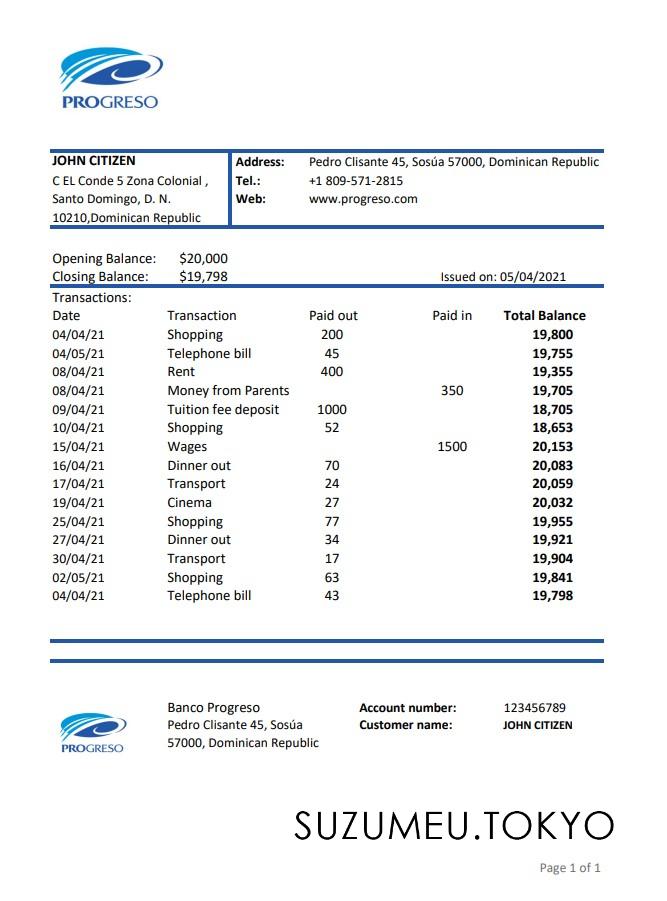 PROGRESO
JOHN CITIZEN
C EL Conde 5 Zona Colonial ,
Santo Domingo, D. N.
10210,Dominican Republic
Address: Pedro Clisante 45, Sosúa 57000, Dominican Republic
Tel.: +1 809-571-2815
Web: www.progreso.com
Opening Balance: $20,000
Closing Balance: $19,798 Issued on: 05/04/2021
Transactions:
Date Transaction Paid out Paid in Total Balance
04/04/21 Shopping 200 19,800
04/05/21 Telephone bill 45 19,755
08/04/21 Rent 400 19,355
08/04/21 Money from Parents 350 19,705
09/04/21 Tuition fee deposit 1000 18,705
10/04/21 Shopping 52 18,653
15/04/21 Wages 1500 20,153
16/04/21 Dinner out 70 20,083
17/04/21 Transport 24 20,059
19/04/21 Cinema 27 20,032
25/04/21 Shopping 77 19,955
27/04/21 Dinner out 34 19,921
30/04/21 Transport 17 19,904
02/05/21 Shopping 63 19,841
04/04/21 Telephone bill 43 19,798
PROGRESO
Banco Progreso
Pedro Clisante 45, Sosúa
57000, Dominican Republic
Account number: 123456789
Customer name: JOHN CITIZEN
SUZUMEU.TOKYO
Page 1 of 1